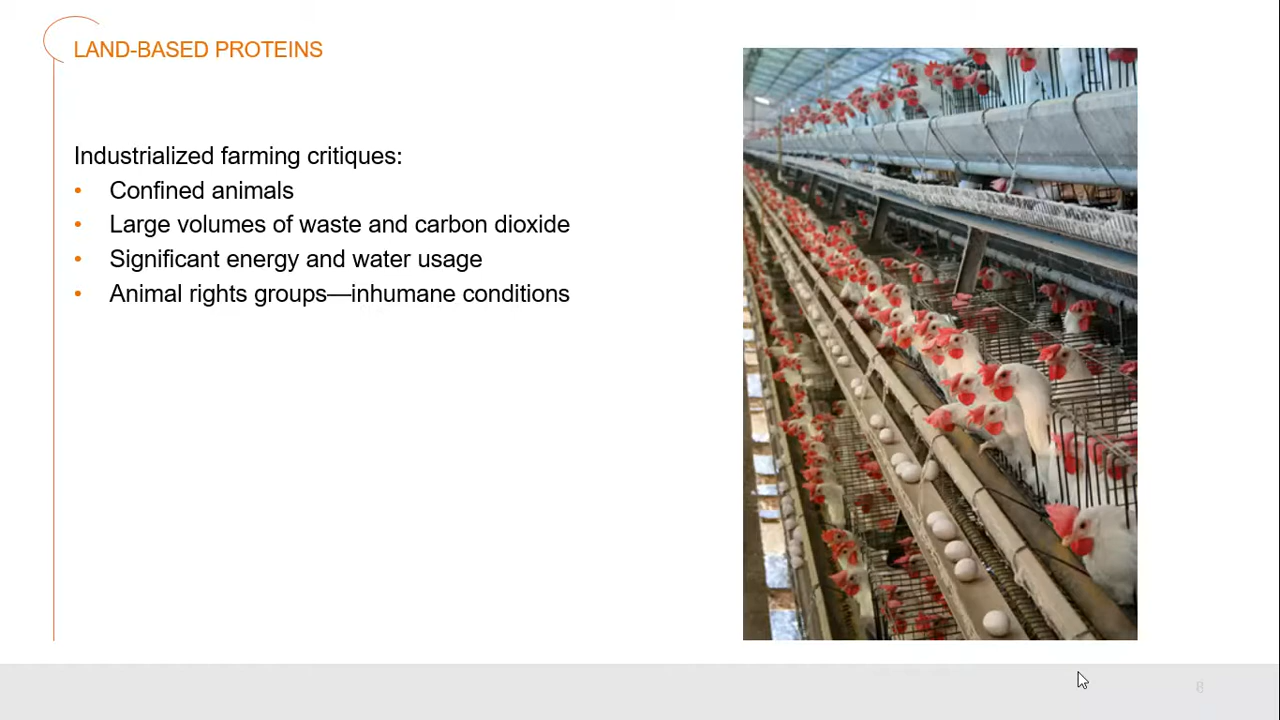 LAND-BASED PROTEINS
Industrialized farming critiques:
• Confined animals
• Large volumes of waste and carbon dioxide
• Significant energy and water usage
• Animal rights groups—inhumane conditions
8